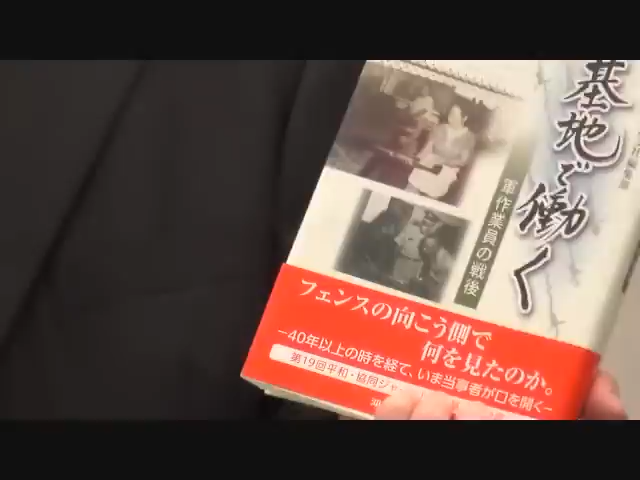 基地で働く
軍作業員の戦後
フェンスの向こう側で
何を見たのか。
−40年以上の時を経て、いま当事者が口を開く−
第19回平和・協同ジャ